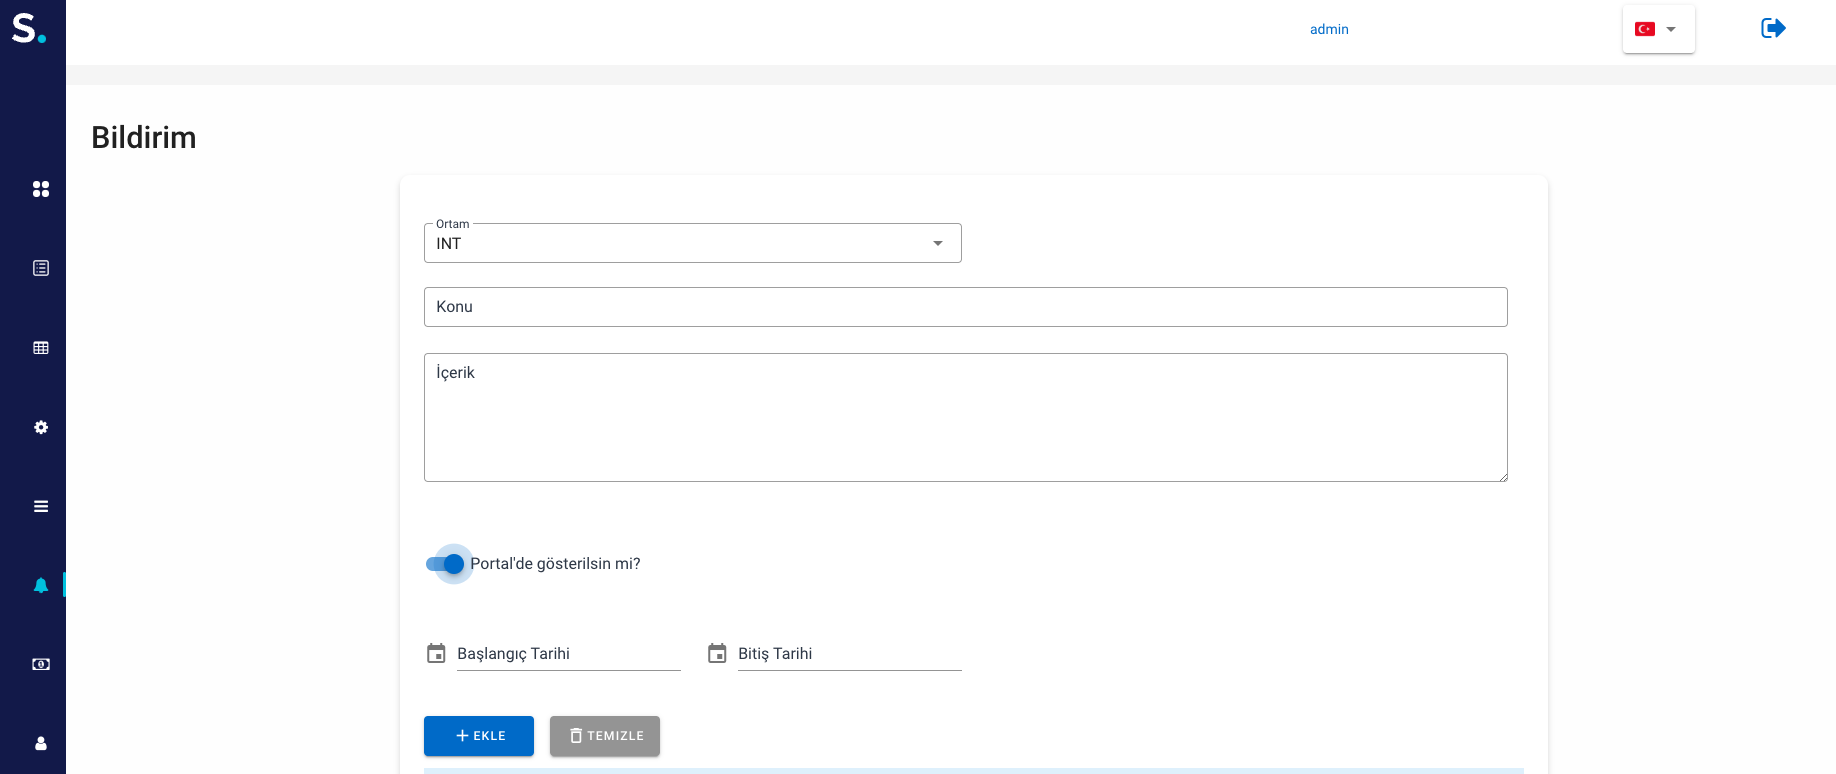 S.
admin
Bildirim
Ortam
INT
Konu
İçerik
Portal'de gösterilsin mi?
Başlangıç Tarihi
Bitiş Tarihi
EKLE
TEMIZLE